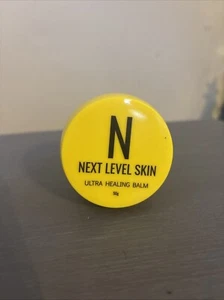 N
NEXT LEVEL SKIN
ULTRA HEALING BALM